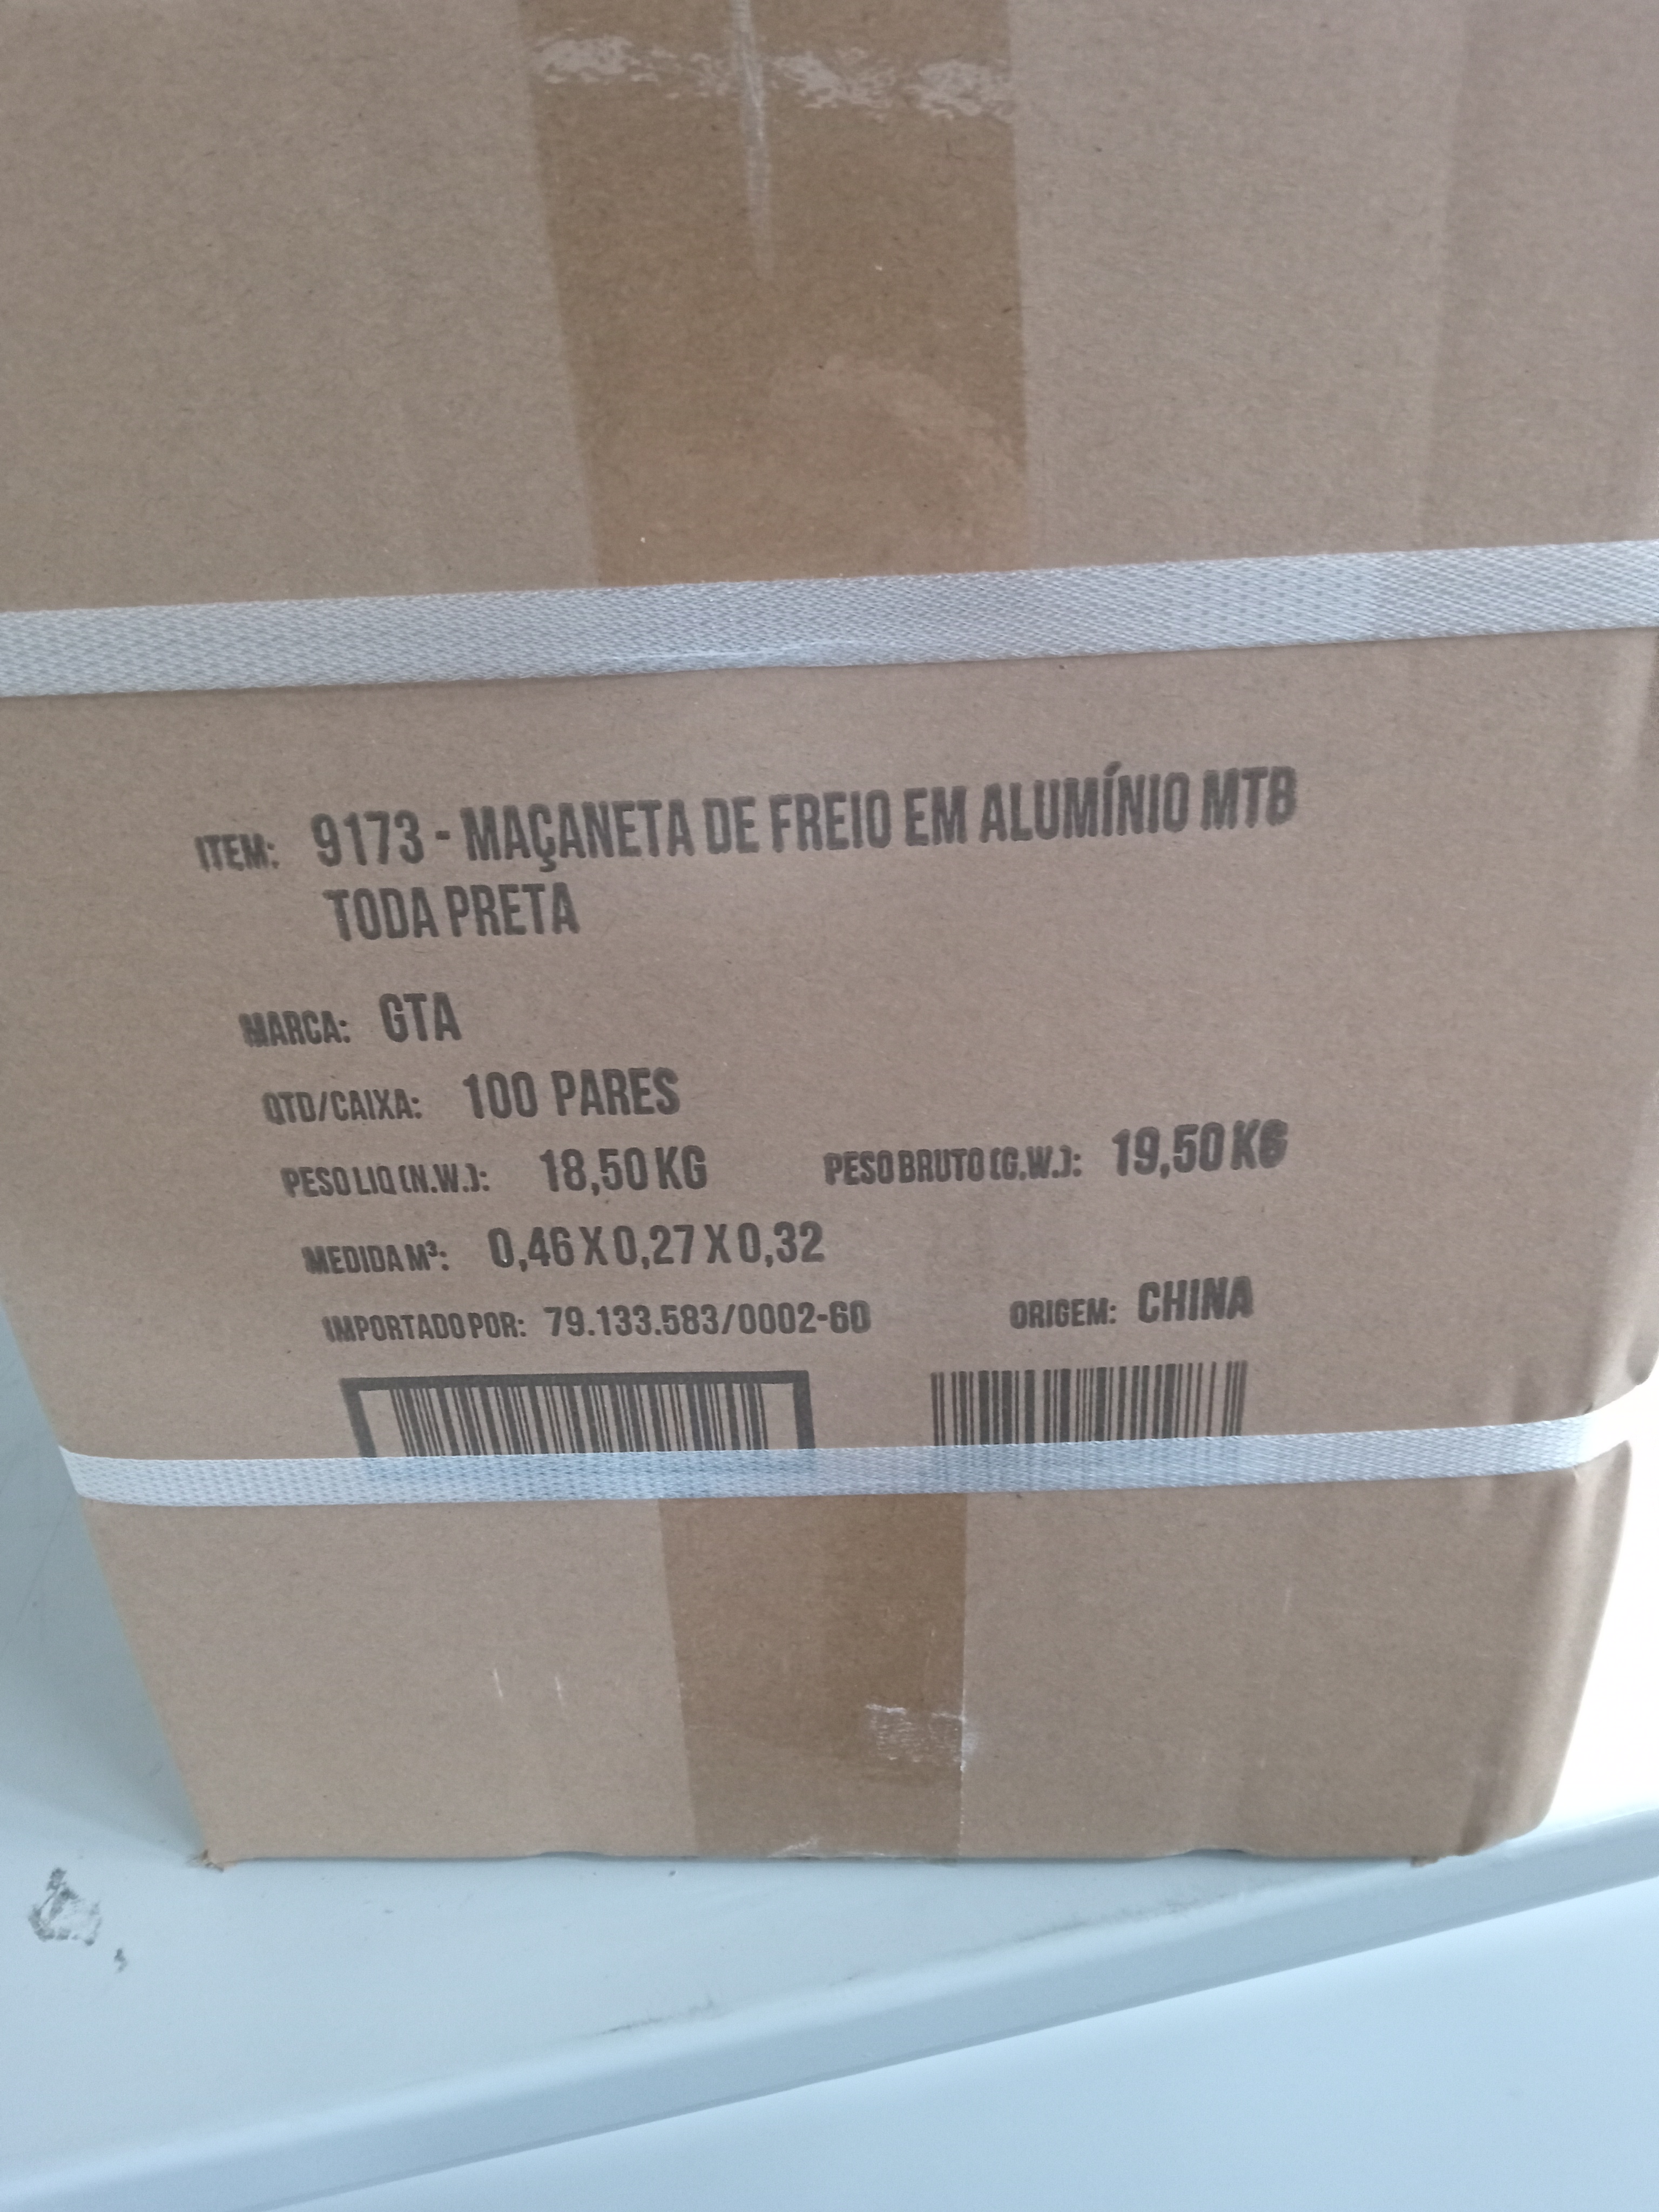 ITEM: 9173 - MAÇANETA DE FREIO EM ALUMÍNIO MTB
TODA PRETA
MARCA: GTA
QTD/CAIXA: 100 PARES
PESO LIQ (N.W.): 18,50 KG PESO BRUTO (G.W.): 19,50 KG
MEDIDA M³: 0,46 X 0,27 X 0,32
IMPORTADO POR: 79.133.583/0002-60 ORIGEM: CHINA